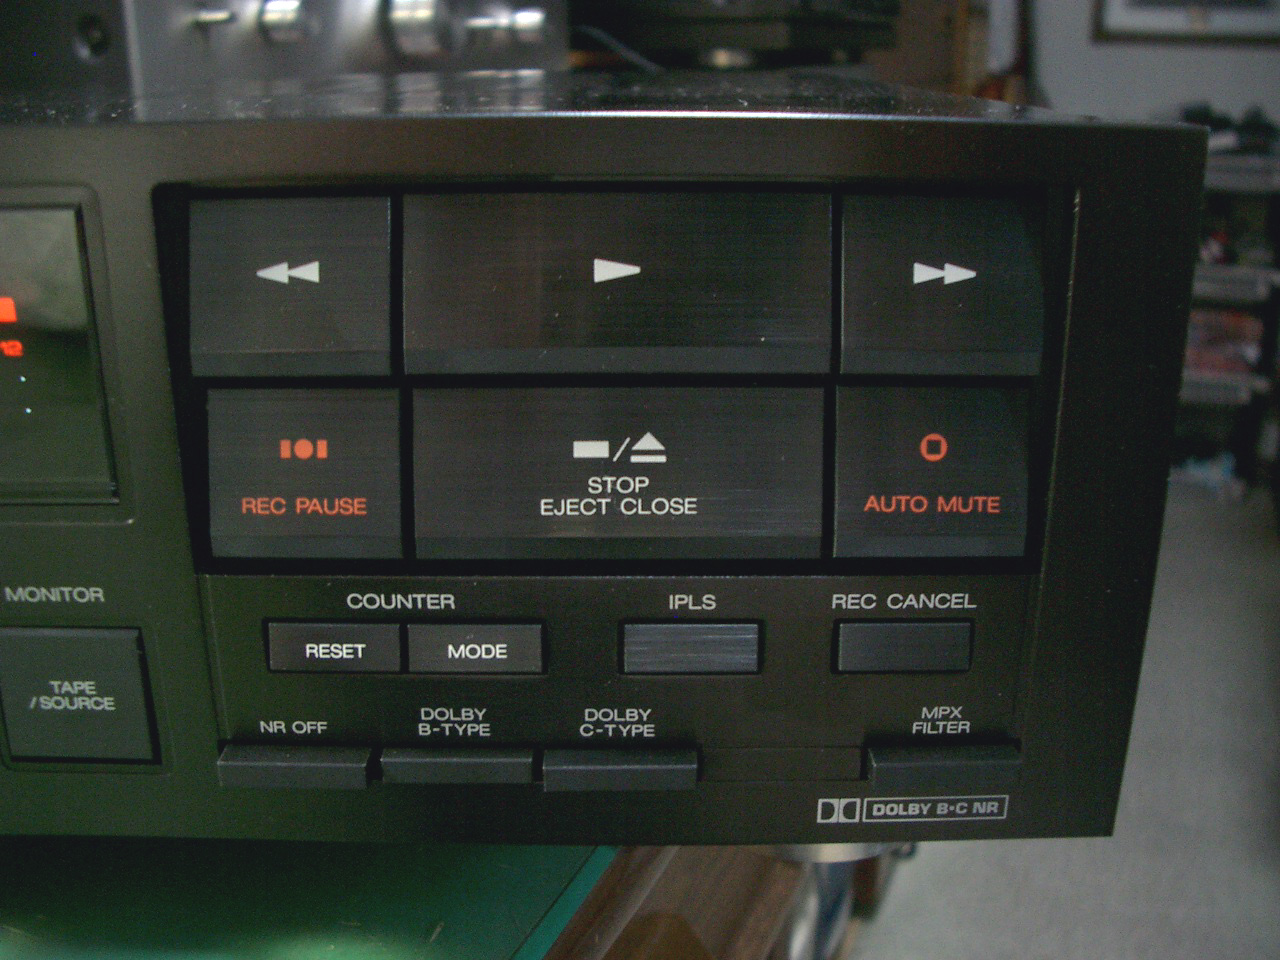 12
REC PAUSE
STOP
EJECT CLOSE
AUTO MUTE
MONITOR
COUNTER
IPLS
REC CANCEL
RESET
MODE
TAPE
/SOURCE
NR OFF
DOLBY
B-TYPE
DOLBY
C-TYPE
MPX
FILTER
DOLBY B·C NR